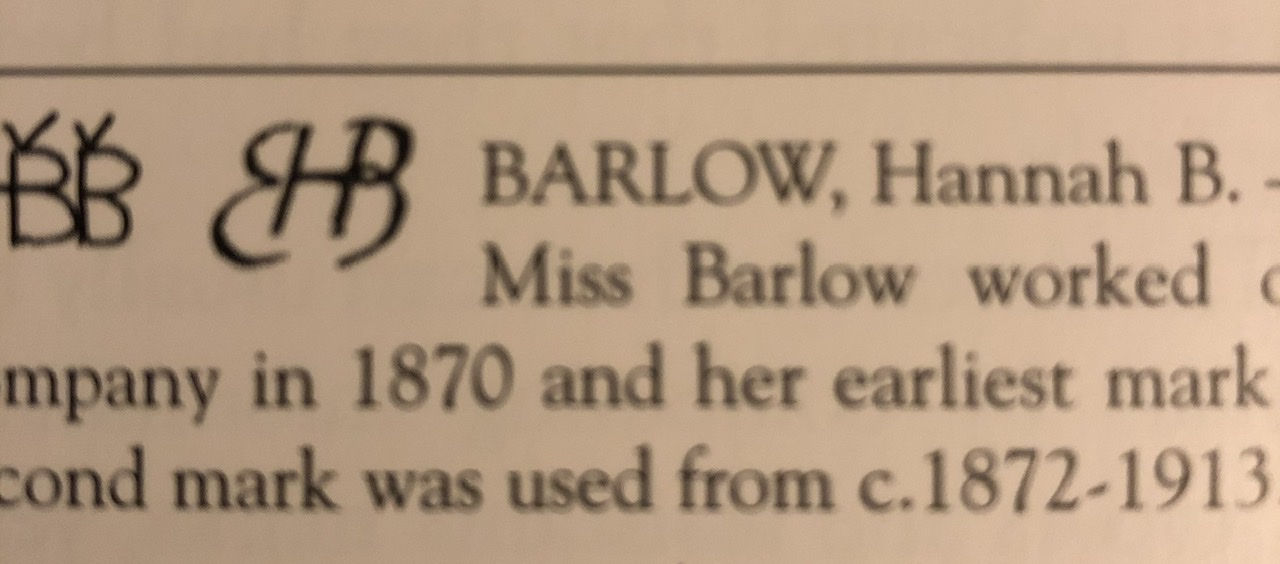 BARLOW, Hannah B. -
Miss Barlow worked
mpany in 1870 and her earliest mark
cond mark was used from c.1872-1913